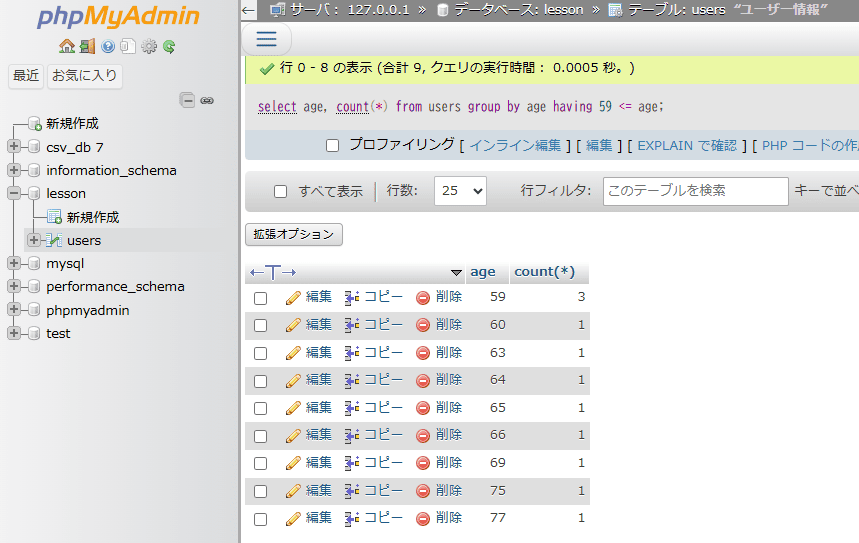 phpMyAdmin
最近 お気に入り
新規作成
csv_db 7
information_schema
lesson
新規作成
users
mysql
performance_schema
phpmyadmin
test
サーバ: 127.0.0.1 » データベース: lesson » テーブル: users "ユーザー情報"
行 0 - 8 の表示 (合計 9, クエリの実行時間： 0.0005 秒。)
select age, count(*) from users group by age having 59 <= age;
プロファイリング [ インライン編集 ] [ 編集 ] [ EXPLAIN で確認 ] [ PHP コードの作
すべて表示 行数: 25 行フィルタ: このテーブルを検索 キーで並べ
拡張オプション
←T→ age count(*)
編集 コピー 削除 59 3
編集 コピー 削除 60 1
編集 コピー 削除 63 1
編集 コピー 削除 64 1
編集 コピー 削除 65 1
編集 コピー 削除 66 1
編集 コピー 削除 69 1
編集 コピー 削除 75 1
編集 コピー 削除 77 1